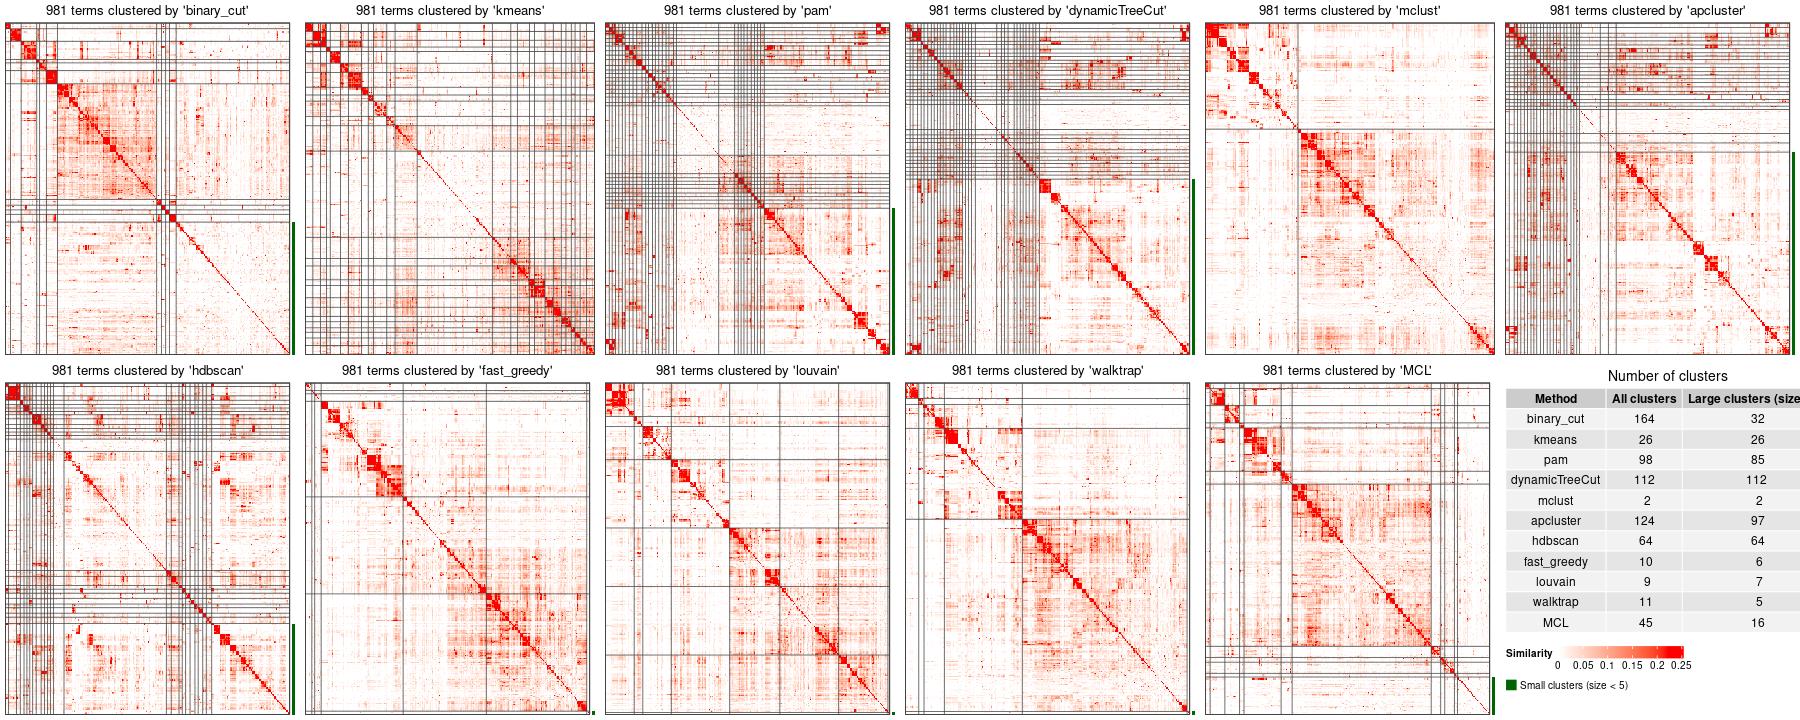 981 terms clustered by 'binary_cut'
981 terms clustered by 'kmeans'
981 terms clustered by 'pam'
981 terms clustered by 'dynamicTreeCut'
981 terms clustered by 'mclust'
981 terms clustered by 'apcluster'
981 terms clustered by 'hdbscan'
981 terms clustered by 'fast_greedy'
981 terms clustered by 'louvain'
981 terms clustered by 'walktrap'
981 terms clustered by 'MCL'
Number of clusters
Method All clusters Large clusters (size
binary_cut 164 32
kmeans 26 26
pam 98 85
dynamicTreeCut 112 112
mclust 2 2
apcluster 124 97
hdbscan 64 64
fast_greedy 10 6
louvain 9 7
walktrap 11 5
MCL 45 16
Similarity
0 0.05 0.1 0.15 0.2 0.25
Small clusters (size < 5)